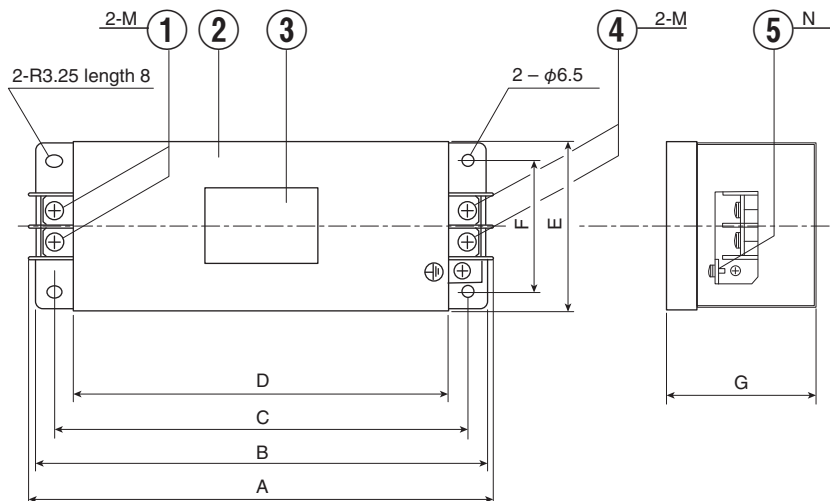 2-M ① ② ③ ④ 2-M ⑤ N
2-R3.25 length 8
2 – φ6.5
F
E
D
G
C
B
A